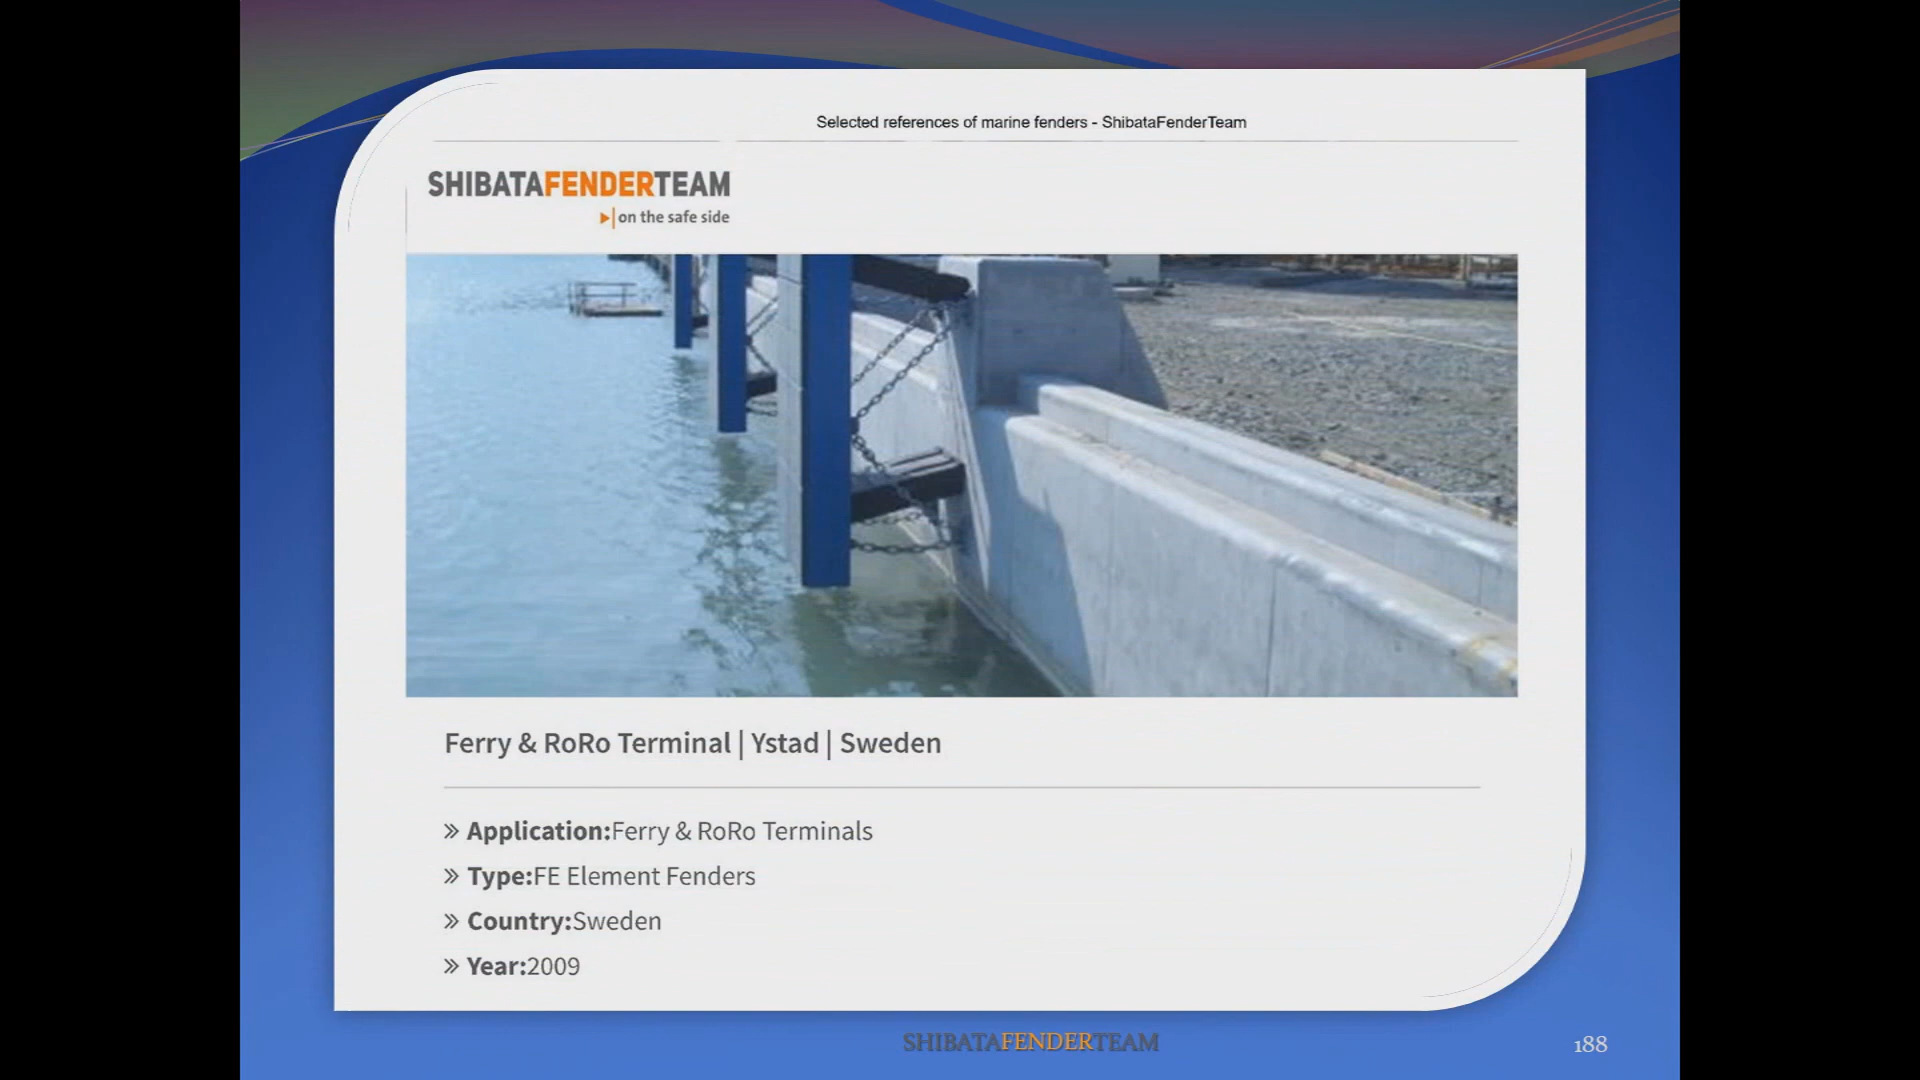 Selected references of marine fenders - ShibataFenderTeam
SHIBATAFENDERTEAM
on the safe side
Ferry & RoRo Terminal | Ystad | Sweden
Application:Ferry & RoRo Terminals
Type:FE Element Fenders
Country:Sweden
Year:2009
SHIBATAFENDERTEAM
188